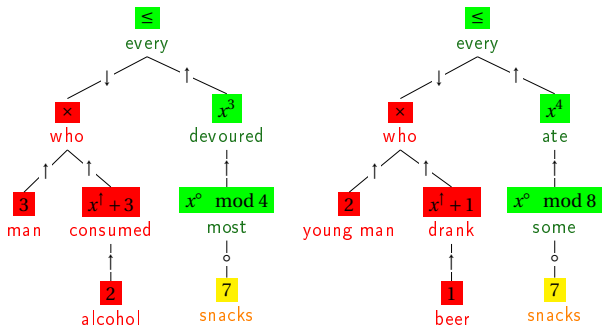 ≤ ≤
every every
↓ ↑ ↓ ↑
× x³ × x⁴
who devoured who ate
↑ ↑ ↑ ↑ ↑ ↑
3 x↑ + 3 x° mod 4 2 x↑ + 1 x° mod 8
man consumed most young man drank some
↑ ∘ ↑ ∘
2 7 1 7
alcohol snacks beer snacks